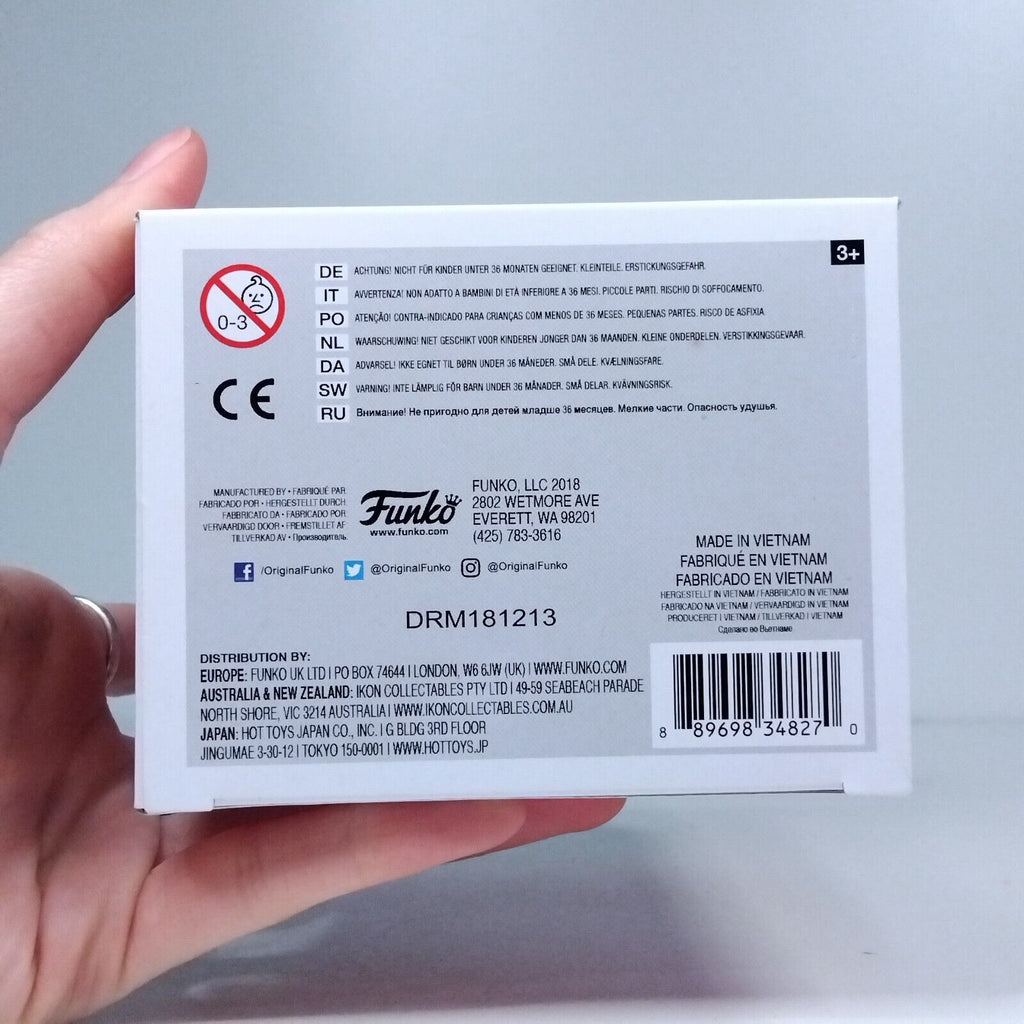 3+
0-3
DE ACHTUNG! NICHT FÜR KINDER UNTER 36 MONATEN GEEIGNET. KLEINTEILE. ERSTICKUNGSGEFAHR.
IT AVVERTENZA! NON ADATTO A BAMBINI DI ETÀ INFERIORE A 36 MESI. PICCOLE PARTI. RISCHIO DI SOFFOCAMENTO.
PO ATENÇÃO! CONTRA-INDICADO PARA CRIANÇAS COM MENOS DE 36 MESES. PEQUENAS PARTES. RISCO DE ASFIXIA.
NL WAARSCHUWING! NIET GESCHIKT VOOR KINDEREN JONGER DAN 36 MAANDEN. KLEINE ONDERDELEN. VERSTIKKINGSGEVAAR.
DA ADVARSEL! IKKE EGNET TIL BØRN UNDER 36 MÅNEDER. SMÅ DELE. KVÆLNINGSFARE.
SW VARNING! INTE LÄMPLIG FÖR BARN UNDER 36 MÅNADER. SMÅ DELAR. KVÄVNINGSRISK.
RU Внимание! Не пригодно для детей младше 36 месяцев. Мелкие части. Опасность удушья.
CE
MANUFACTURED BY • FABRIQUÉ PAR
FABRICADO POR • HERGESTELLT DURCH
FABBRICATO DA • FABRICADO POR
VERVAARDIGD DOOR • FREMSTILLET AF
TILLVERKAD AV • Производитель.
Funko
www.funko.com
FUNKO, LLC 2018
2802 WETMORE AVE
EVERETT, WA 98201
(425) 783-3616
/OriginalFunko @OriginalFunko @OriginalFunko
DRM181213
MADE IN VIETNAM
FABRIQUÉ EN VIETNAM
FABRICADO EN VIETNAM
HERGESTELLT IN VIETNAM / FABBRICATO IN VIETNAM
FABRICADO NA VIETNAM / VERVAARDIGD IN VIETNAM
PRODUCERET I VIETNAM / TILLVERKAD I VIETNAM
Сделано во Вьетнаме
DISTRIBUTION BY:
EUROPE: FUNKO UK LTD | PO BOX 74644 | LONDON, W6 6JW (UK) | WWW.FUNKO.COM
AUSTRALIA & NEW ZEALAND: IKON COLLECTABLES PTY LTD | 49-59 SEABEACH PARADE
NORTH SHORE, VIC 3214 AUSTRALIA | WWW.IKONCOLLECTABLES.COM.AU
JAPAN: HOT TOYS JAPAN CO., INC. | G BLDG 3RD FLOOR
JINGUMAE 3-30-12 | TOKYO 150-0001 | WWW.HOTTOYS.JP
8 89698 34827 0